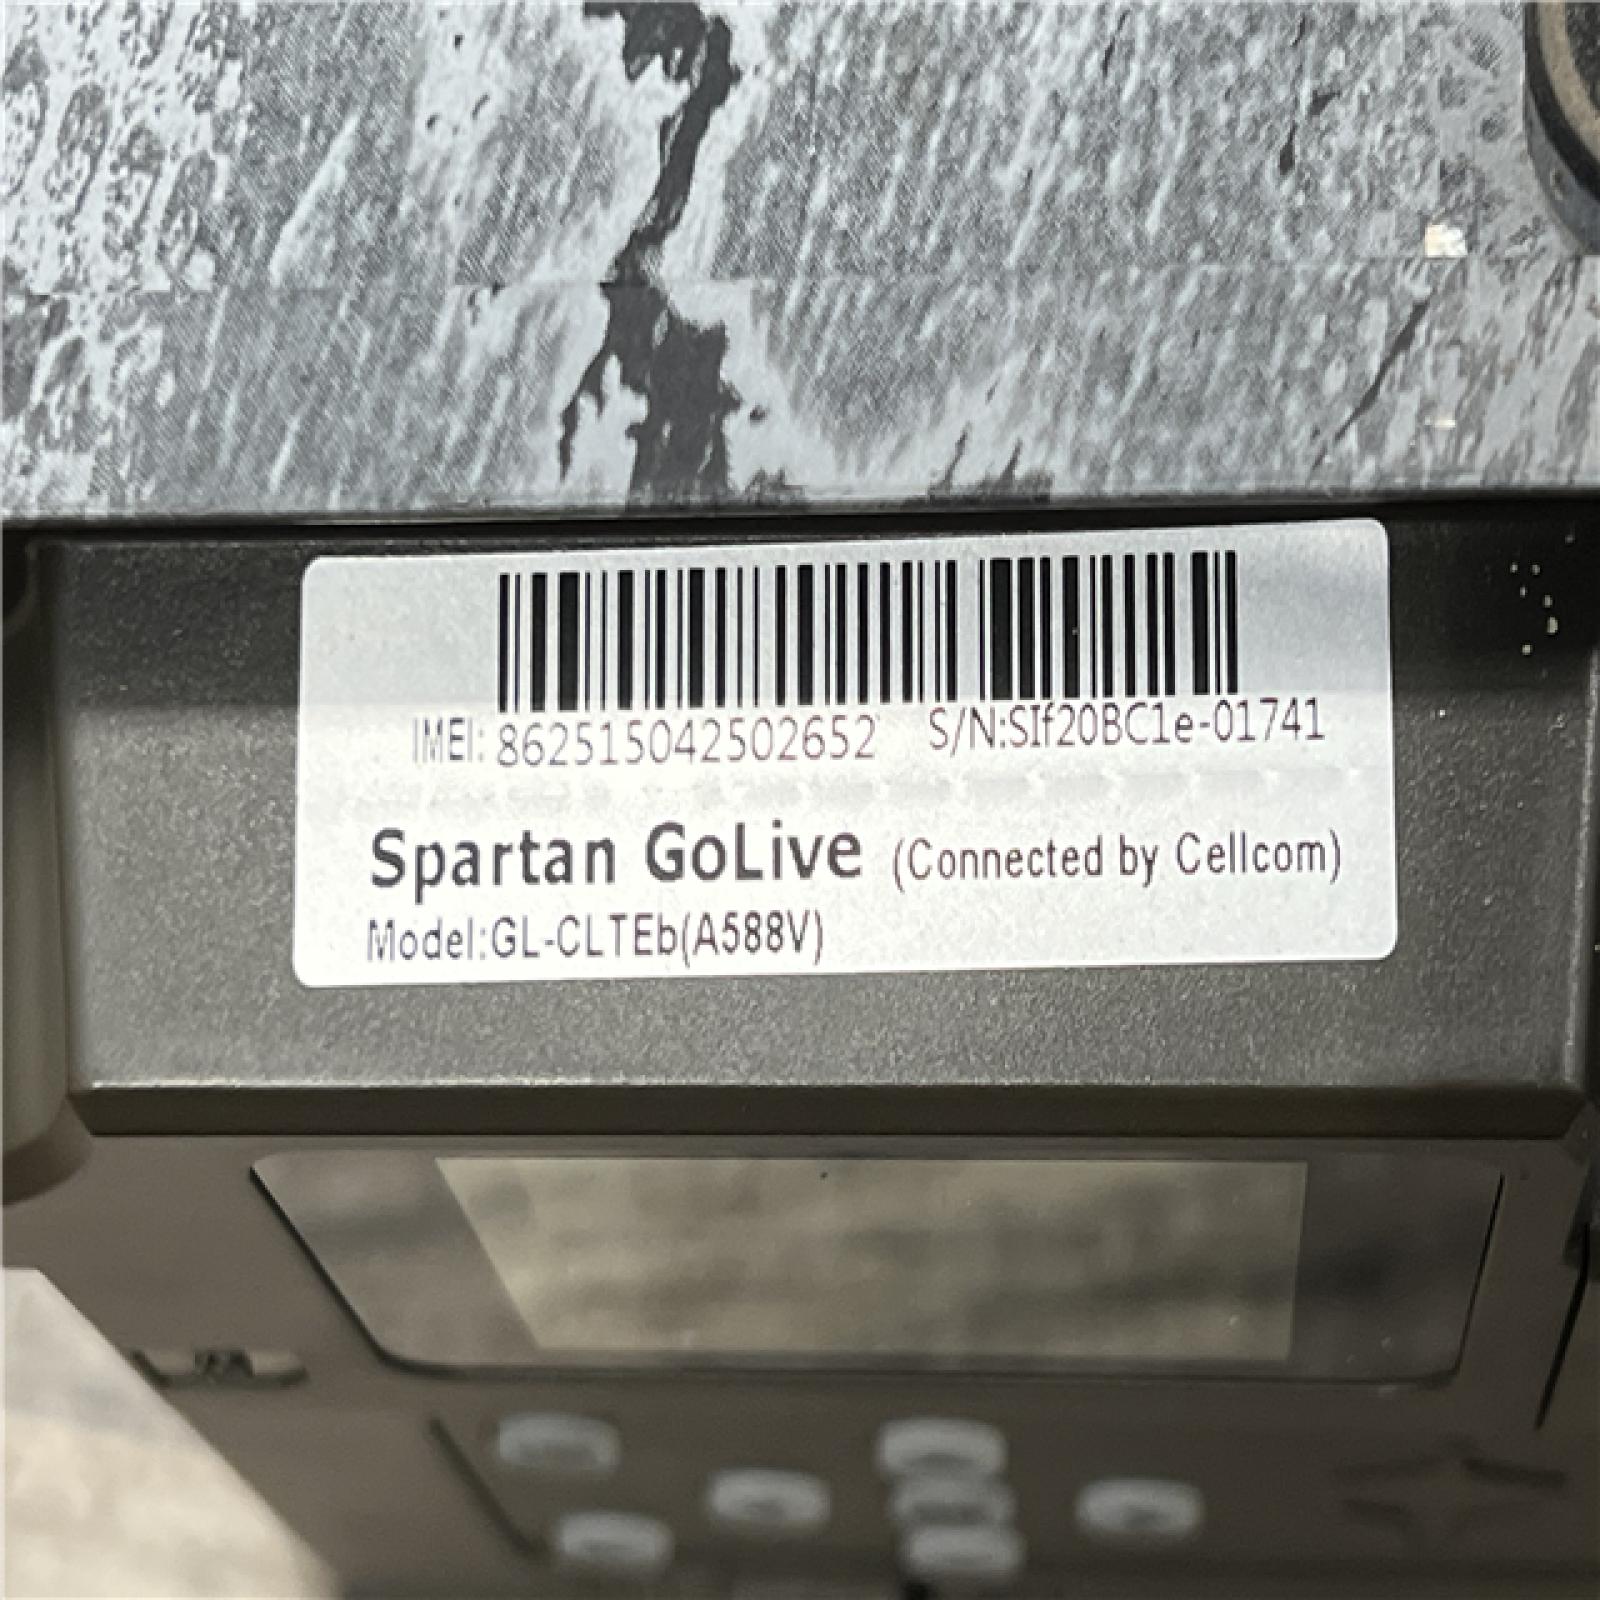 IMEI: 862515042502652 S/N:SIf20BC1e-01741
Spartan GoLive (Connected by Cellcom)
Model:GL-CLTEb(A588V)